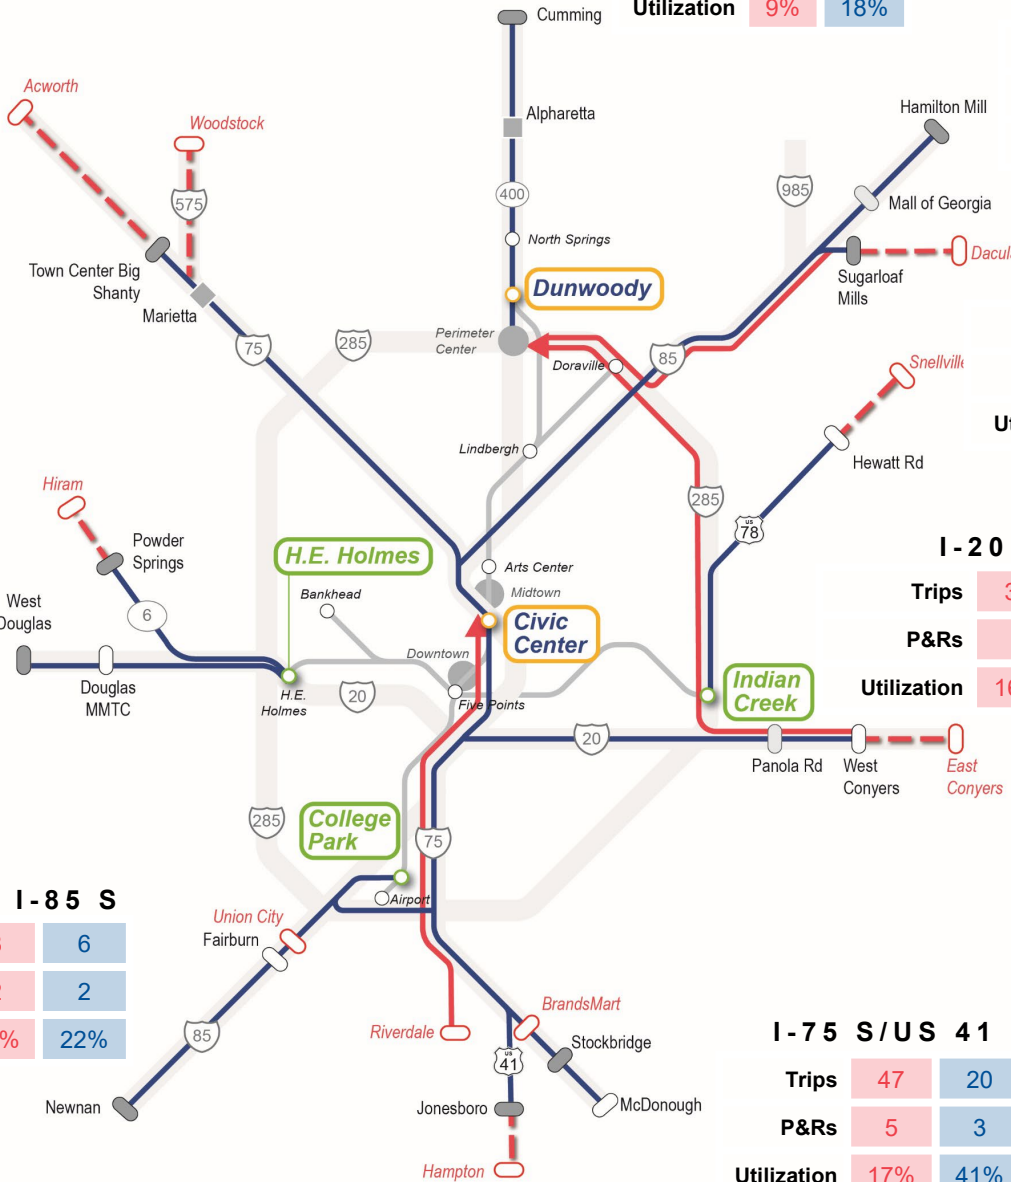 Cumming
Utilization 9% 18%
Acworth
Woodstock
Alpharetta
Hamilton Mill
575
400
985
Mall of Georgia
North Springs
Town Center Big
Shanty
Dunwoody
Sugarloaf
Mills
Marietta
Perimeter
Center
75
285
Doraville
85
Lindbergh
Hewatt Rd
Hiram
285
US
78
Powder
Springs
H.E. Holmes
Arts Center
Midtown
I-20
Trips
West
Bankhead
6
Civic
Center
P&Rs
Downtown
Douglas
MMTC
H.E.
Holmes
20
Five Points
Indian
Creek
Utilization
20
Panola Rd
West
Conyers
East
Conyers
285
College
Park
75
Airport
I-85 S
6
2
22%
Union City
Fairburn
85
Riverdale
BrandsMart
US
41
Stockbridge
I-75 S/US 41
Trips 47 20
Newnan
Jonesboro
McDonough
P&Rs 5 3
Hampton
Utilization 17% 41%